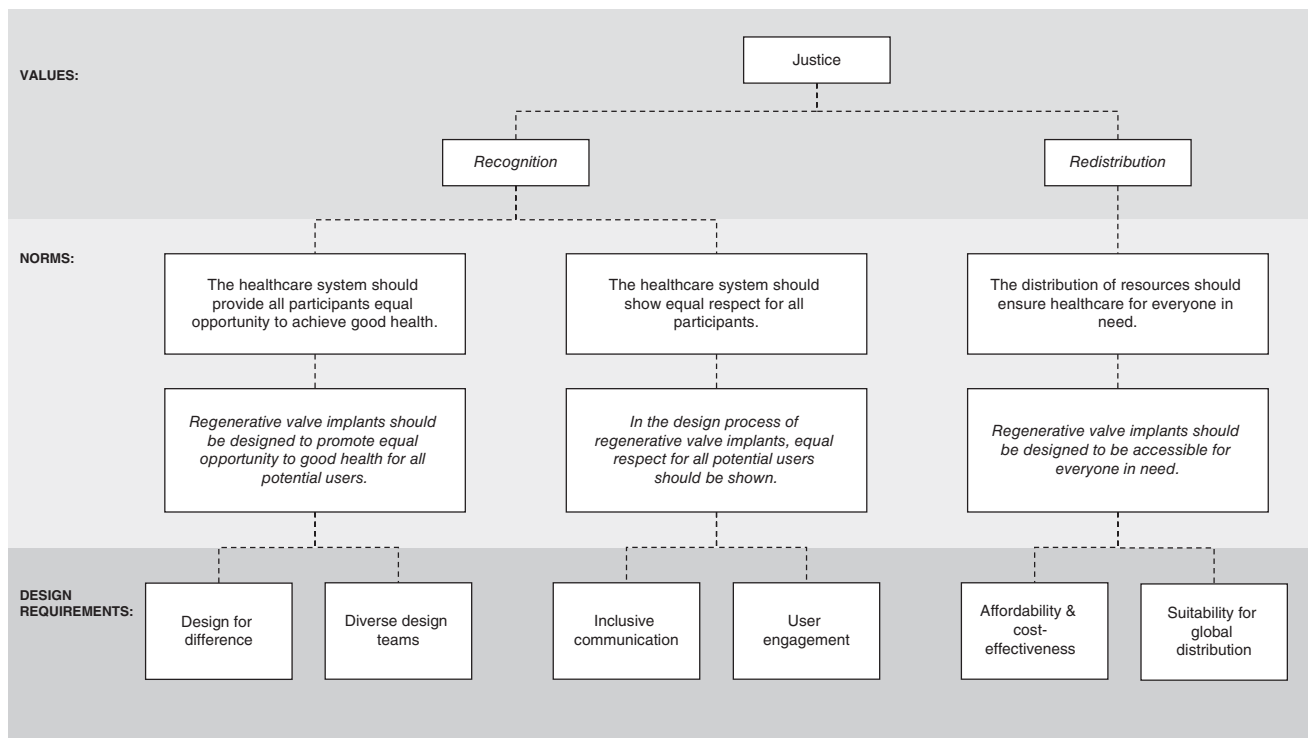 VALUES:
Justice
Recognition
Redistribution
NORMS:
The healthcare system should
provide all participants equal
opportunity to achieve good health.
The healthcare system should
show equal respect for all
participants.
The distribution of resources should
ensure healthcare for everyone in
need.
Regenerative valve implants should
be designed to promote equal
opportunity to good health for all
potential users.
In the design process of
regenerative valve implants, equal
respect for all potential users
should be shown.
Regenerative valve implants should
be designed to be accessible for
everyone in need.
DESIGN
REQUIREMENTS:
Design for
difference
Diverse design
teams
Inclusive
communication
User
engagement
Affordability &
cost-
effectiveness
Suitability for
global
distribution